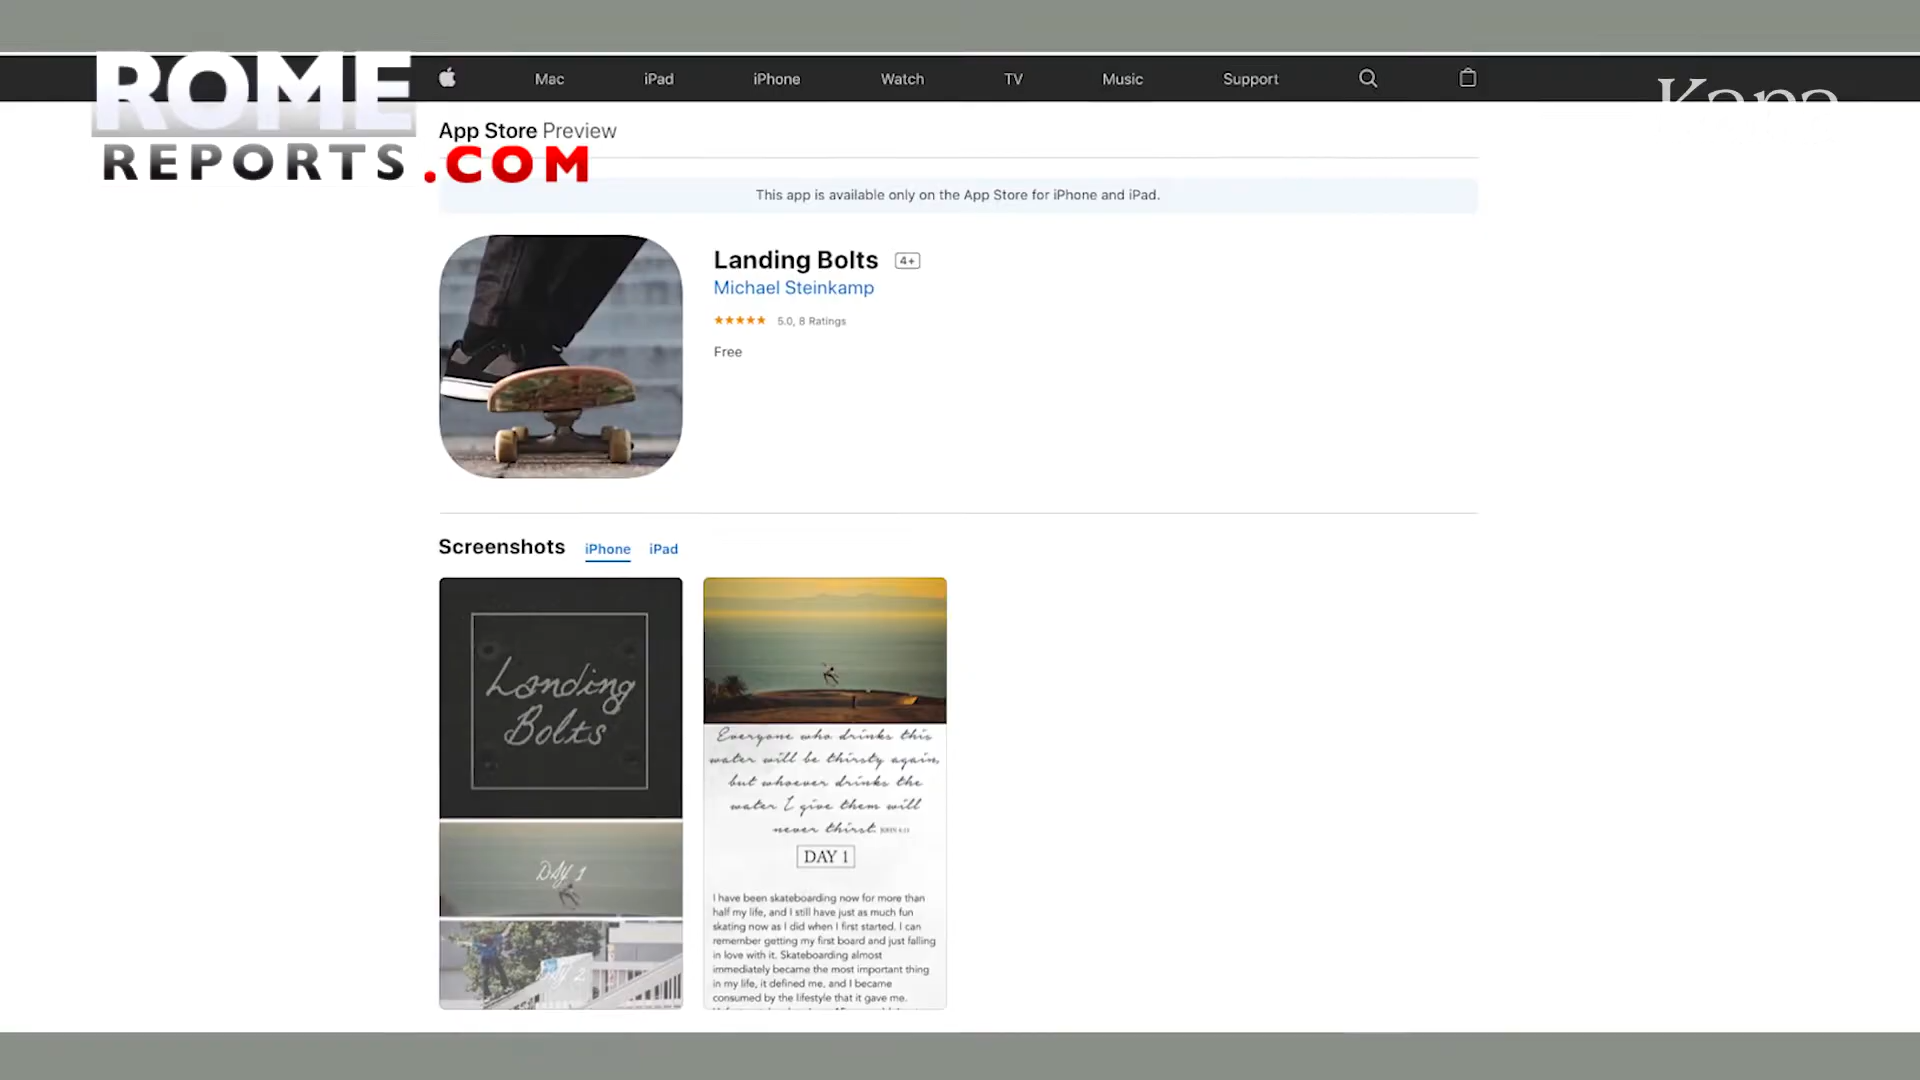 ROME
REPORTS.COM
Mac
iPad
iPhone
Watch
TV
Music
Support
App Store Preview
This app is available only on the App Store for iPhone and iPad.
Landing Bolts 4+
Michael Steinkamp
★★★★★ 5.0, 8 Ratings
Free
Screenshots iPhone iPad
Landing
Bolts
DAY 1
DAY 2
Everyone who drinks this
water will be thirsty again,
but whoever drinks the
water I give them will
never thirst. JOHN 4:13
DAY 1
I have been skateboarding now for more than
half my life, and I still have just as much fun
skating now as I did when I first started. I can
remember getting my first board and just falling
in love with it. Skateboarding almost
immediately became the most important thing
in my life, it defined me, and I became
consumed by the lifestyle that it gave me.